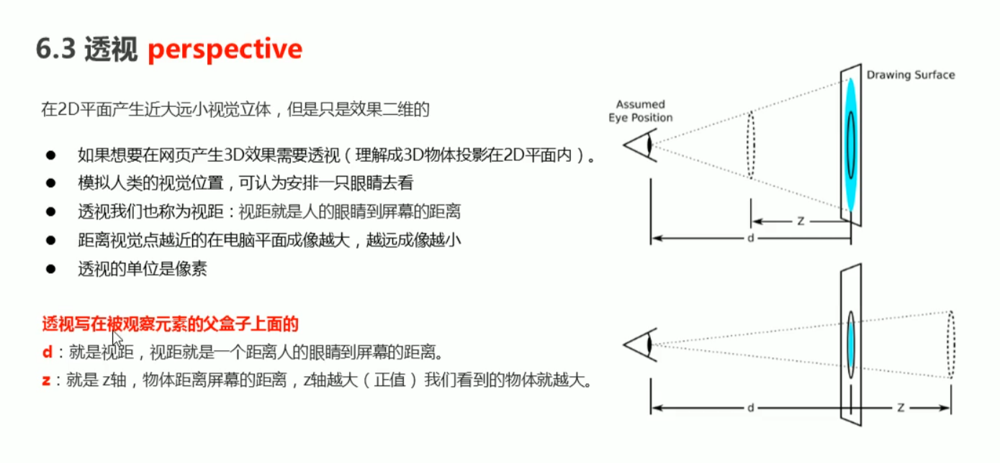 6.3 透视 perspective
在2D平面产生近大远小视觉立体，但是只是效果二维的
● 如果想要在网页产生3D效果需要透视（理解成3D物体投影在2D平面内）。
● 模拟人类的视觉位置，可认为安排一只眼睛去看
● 透视我们也称为视距：视距就是人的眼睛到屏幕的距离
● 距离视觉点越近的在电脑平面成像越大，越远成像越小
● 透视的单位是像素
透视写在被观察元素的父盒子上面的
d：就是视距，视距就是一个距离人的眼睛到屏幕的距离。
z：就是 z轴，物体距离屏幕的距离，z轴越大（正值） 我们看到的物体就越大。
Drawing Surface
Assumed
Eye Position
Z
d
d
Z